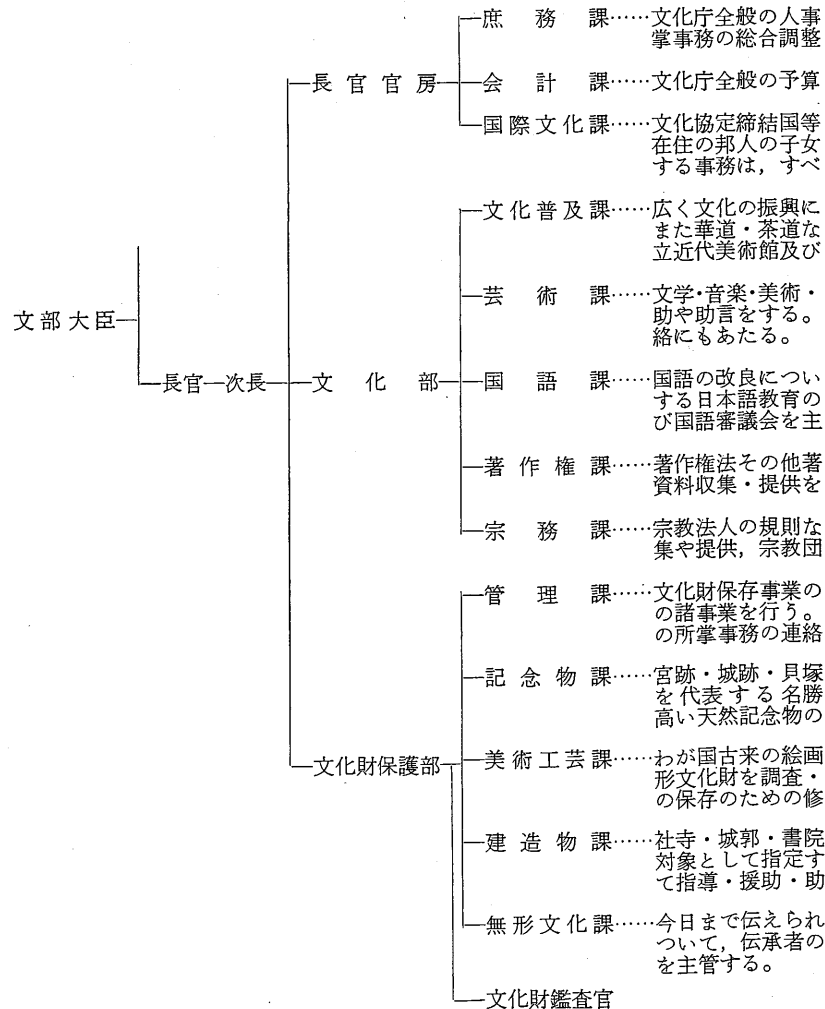 庶務課……文化庁全般の人事
掌事務の総合調整
長官官房
会計課……文化庁全般の予算
国際文化課……文化協定締結国等
在住の邦人の子女
する事務は，すべ
文化普及課……広く文化の振興に
また華道・茶道な
立近代美術館及び
芸術課……文学・音楽・美術・
助や助言をする。
絡にもあたる。
文部大臣
長官
次長
文化部
国語課……国語の改良につい
する日本語教育の
び国語審議会を主
著作権課……著作権法その他著
資料収集・提供を
宗務課……宗教法人の規則な
集や提供，宗教団
管理課……文化財保存事業の
の諸事業を行う。
の所掌事務の連絡
記念物課……宮跡・城跡・貝塚
を代表する名勝
高い天然記念物の
文化財保護部
美術工芸課……わが国古来の絵画
形文化財を調査・
の保存のための修
建造物課……社寺・城郭・書院
対象として指定す
て指導・援助・助
無形文化課……今日まで伝えられ
ついて，伝承者の
を主管する。
文化財鑑査官